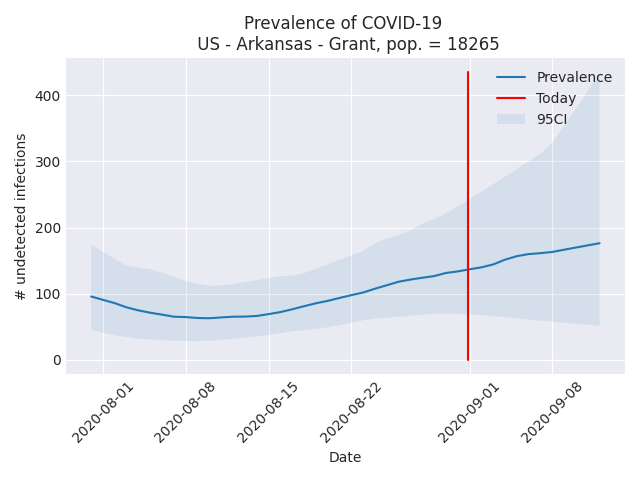 Prevalence of COVID-19
US - Arkansas - Grant, pop. = 18265
Prevalence
Today
95CI
# undetected infections
400
300
200
100
0
2020-08-01
2020-08-08
2020-08-15
2020-08-22
2020-09-01
2020-09-08
Date